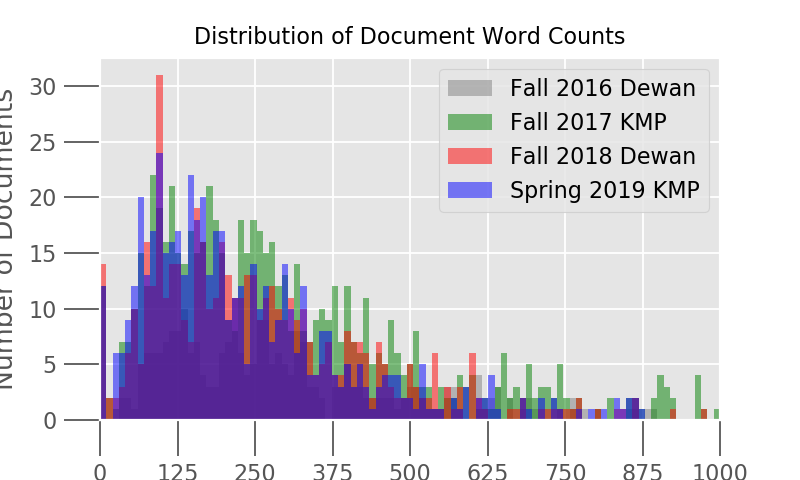 Distribution of Document Word Counts
Number of Documents
30
25
20
15
10
5
0
Fall 2016 Dewan
Fall 2017 KMP
Fall 2018 Dewan
Spring 2019 KMP
0 125 250 375 500 625 750 875 1000